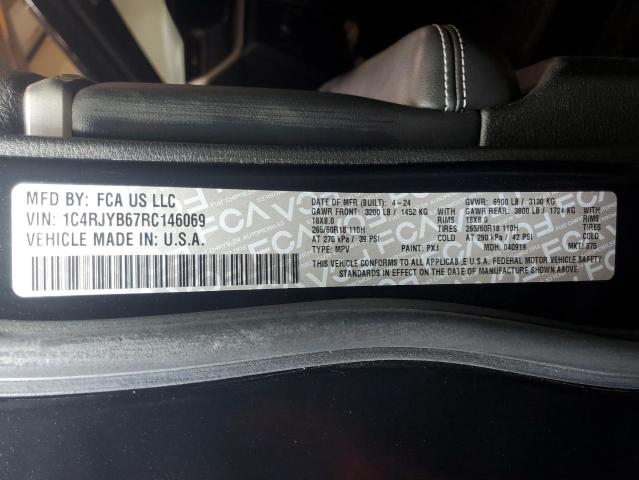 MFD BY: FCA US LLC
VIN: 1C4RJYB67RC146069
VEHICLE MADE IN: U.S.A.
DATE OF MFR (BUILT): 4-24 GVWR: 6900 LB / 3130 KG
GAWR FRONT: 3200 LB / 1452 KG WITH GAWR REAR: 3800 LB / 1724 KG WITH
18X8.0 RIMS 18X8.0 RIMS
265/60R18 110H TIRES 265/60R18 110H TIRES
AT 270 kPa / 39 PSI COLD AT 290 kPa / 42 PSI COLD
TYPE: MPV PAINT: PXJ MDH: 040919 MKT: 875
THIS VEHICLE CONFORMS TO ALL APPLICABLE U.S.A. FEDERAL MOTOR VEHICLE SAFETY
STANDARDS IN EFFECT ON THE DATE OF MANUFACTURE SHOWN ABOVE.